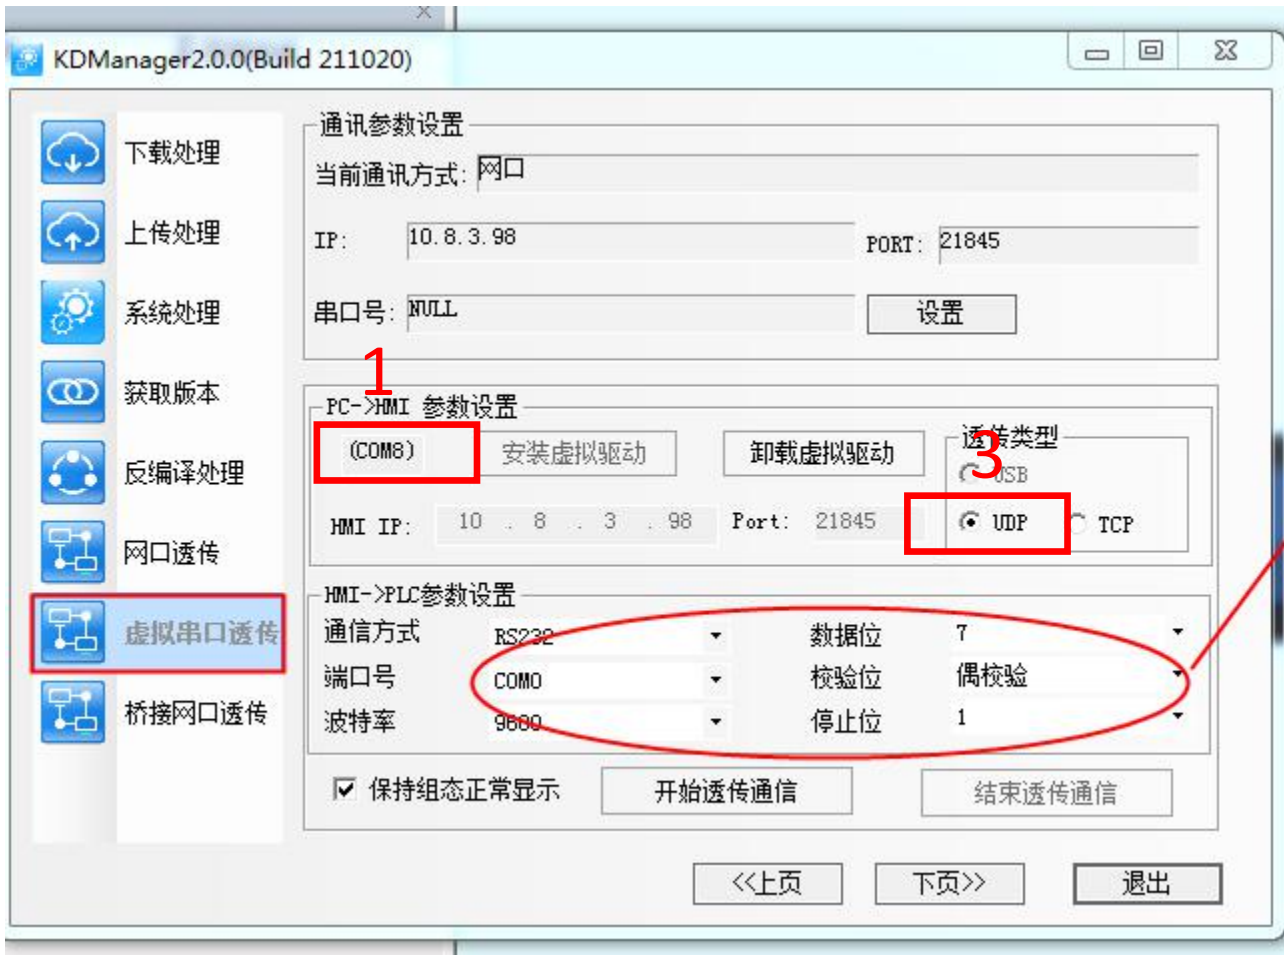 KDManager2.0.0(Build 211020)
下载处理
上传处理
系统处理
获取版本
反编译处理
网口透传
虚拟串口透传
桥接网口透传
通讯参数设置
当前通讯方式: 网口
IP: 10.8.3.98 PORT: 21845
串口号: NULL 设置
1
PC->HMI 参数设置
(COM8) 安装虚拟驱动 卸载虚拟驱动
透传类型
3
USB
HMI IP: 10 . 8 . 3 . 98 Port: 21845
UDP TCP
HMI->PLC参数设置
通信方式 RS232 数据位 7
端口号 COM0 校验位 偶校验
波特率 9600 停止位 1
保持组态正常显示 开始透传通信 结束透传通信
<<上页 下页>> 退出